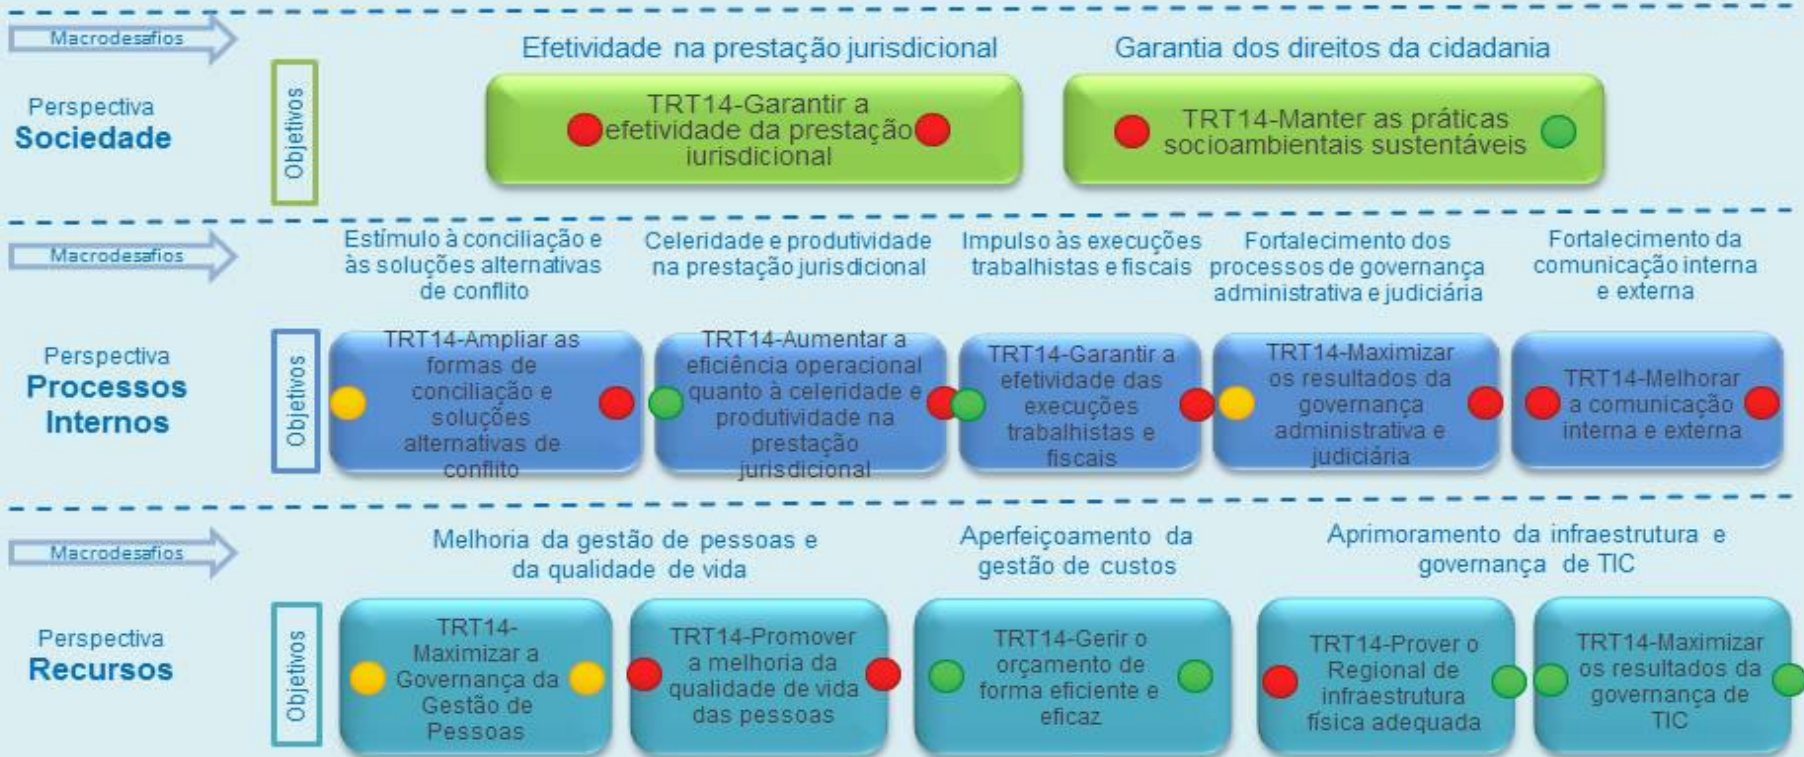 Macrodesafios
Efetividade na prestação jurisdicional
Garantia dos direitos da cidadania
Perspectiva
Sociedade
Objetivos
TRT14-Garantir a
efetividade da prestação
iurisdicional
TRT14-Manter as práticas
socioambientais sustentáveis
Macrodesafios
Estímulo à conciliação e
às soluções alternativas
de conflito
Celeridade e produtividade
na prestação jurisdicional
Impulso às execuções
trabalhistas e fiscais
Fortalecimento dos
processos de governança
administrativa e judiciária
Fortalecimento da
comunicação interna
e externa
Perspectiva
Processos
Internos
Objetivos
TRT14-Ampliar as
formas de
conciliação e
soluções
alternativas de
conflito
TRT14-Aumentar a
eficiência operacional
quanto à celeridade e
produtividade na
prestação
jurisdicional
TRT14-Garantir a
efetividade das
execuções
trabalhistas e
fiscais
TRT14-Maximizar
os resultados da
governança
administrativa e
judiciária
TRT14-Melhorar
a comunicação
interna e externa
Macrodesafios
Melhoria da gestão de pessoas e
da qualidade de vida
Aperfeiçoamento da
gestão de custos
Aprimoramento da infraestrutura e
governança de TIC
Perspectiva
Recursos
Objetivos
TRT14-
Maximizar a
Governança da
Gestão de
Pessoas
TRT14-Promover
a melhoria da
qualidade de vida
das pessoas
TRT14-Gerir o
orçamento de
forma eficiente e
eficaz
TRT14-Prover o
Regional de
infraestrutura
física adequada
TRT14-Maximizar
os resultados da
governança de
TIC